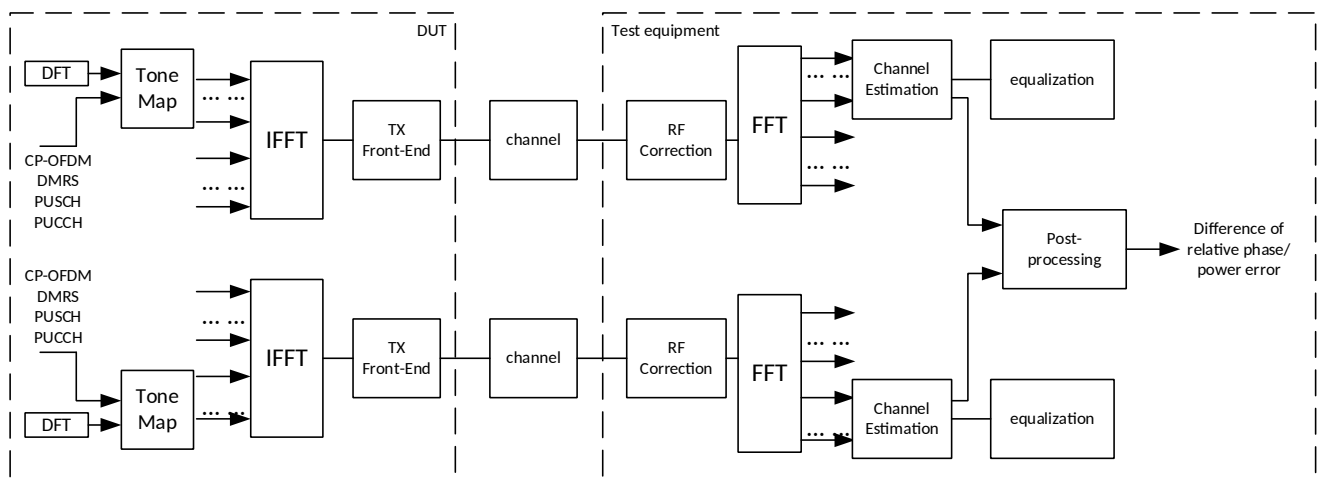 DUT
Test equipment
DFT
Tone
Map
... ...
... ...
CP-OFDM
DMRS
PUSCH
PUCCH
IFFT
TX
Front-End
channel
RF
Correction
FFT
... ...
... ...
Channel
Estimation
equalization
Post-
processing
Difference of
relative phase/
power error
CP-OFDM
DMRS
PUSCH
PUCCH
DFT
Tone
Map
... ...
... ...
IFFT
TX
Front-End
channel
RF
Correction
FFT
... ...
... ...
Channel
Estimation
equalization